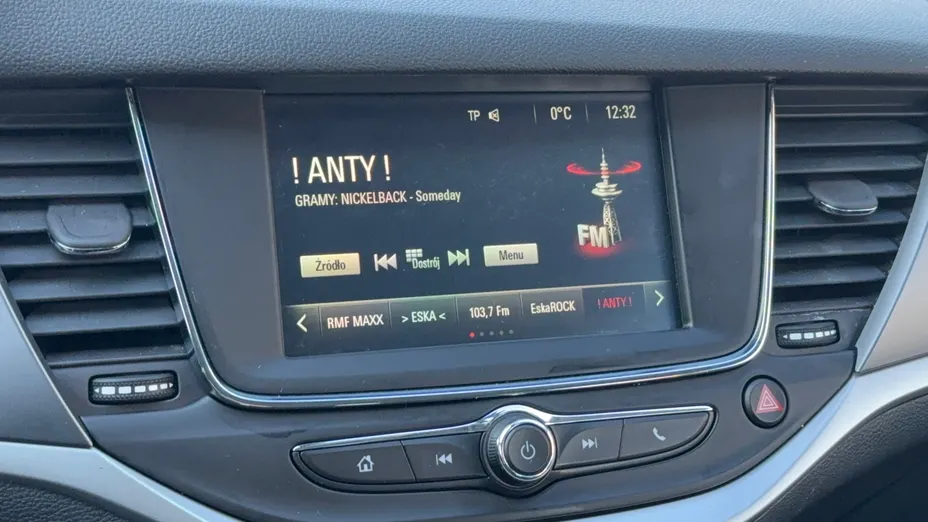 TP 0°C 12:32
! ANTY !
GRAMY: NICKELBACK - Someday
FM
Źródło Dostrój Menu
RMF MAXX > ESKA < 103,7 Fm EskaROCK ! ANTY !